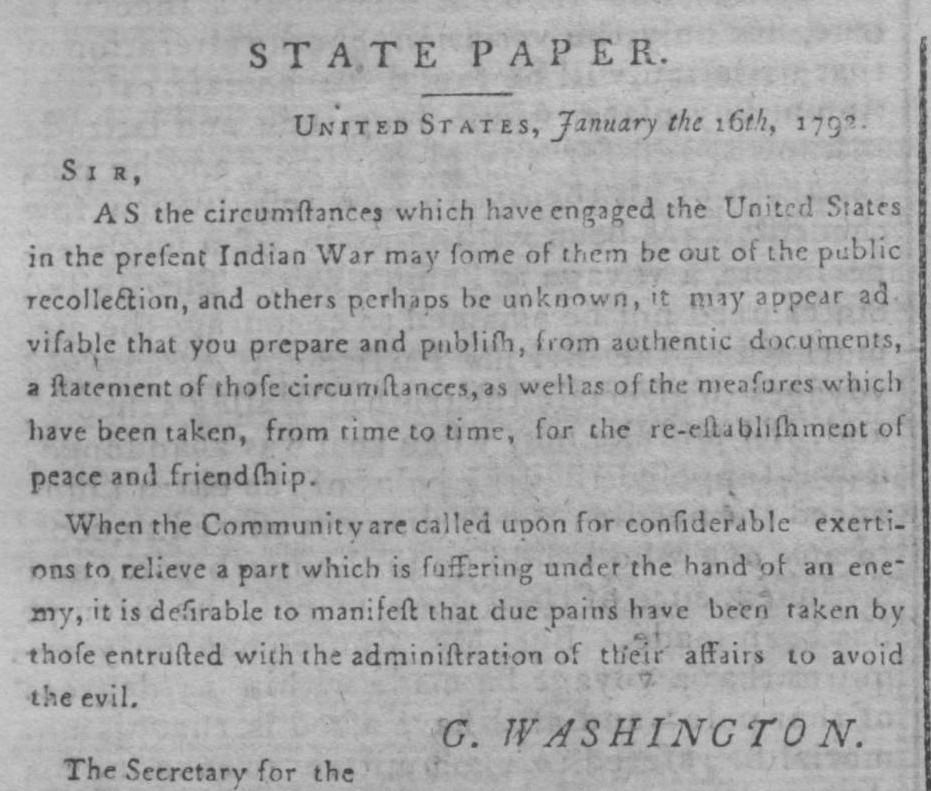 STATE PAPER.
UNITED STATES, January the 16th, 1792.
SIR,
AS the circumſtances which have engaged the United States
in the preſent Indian War may ſome of them be out of the public
recollection, and others perhaps be unknown, it may appear ad-
viſable that you prepare and publiſh, from authentic documents,
a ſtatement of thoſe circumſtances, as well as of the meaſures which
have been taken, from time to time, for the re-eſtabliſhment of
peace and friendſhip.
When the Community are called upon for conſiderable exerti-
ons to relieve a part which is ſuffering under the hand of an ene-
my, it is deſirable to manifeſt that due pains have been taken by
thoſe entruſted with the adminiſtration of their affairs to avoid
the evil.
G. WASHINGTON.
The Secretary for the